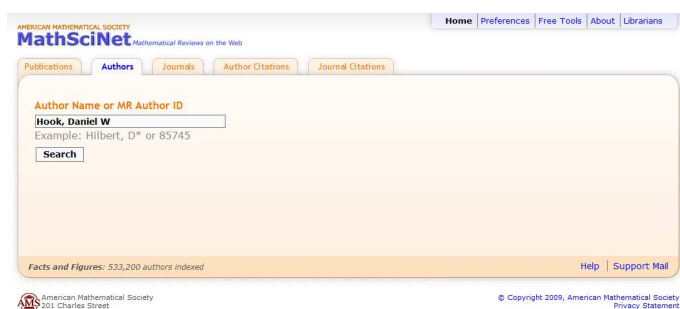 AMERICAN MATHEMATICAL SOCIETY
MathSciNet Mathematical Reviews on the Web
Home Preferences Free Tools About Librarians
Publications Authors Journals Author Citations Journal Citations
Author Name or MR Author ID
Hook, Daniel W
Example: Hilbert, D* or 85745
Search
Facts and Figures: 533,200 authors indexed
Help Support Mail
AMS
American Mathematical Society
201 Charles Street
© Copyright 2009, American Mathematical Society
Privacy Statement